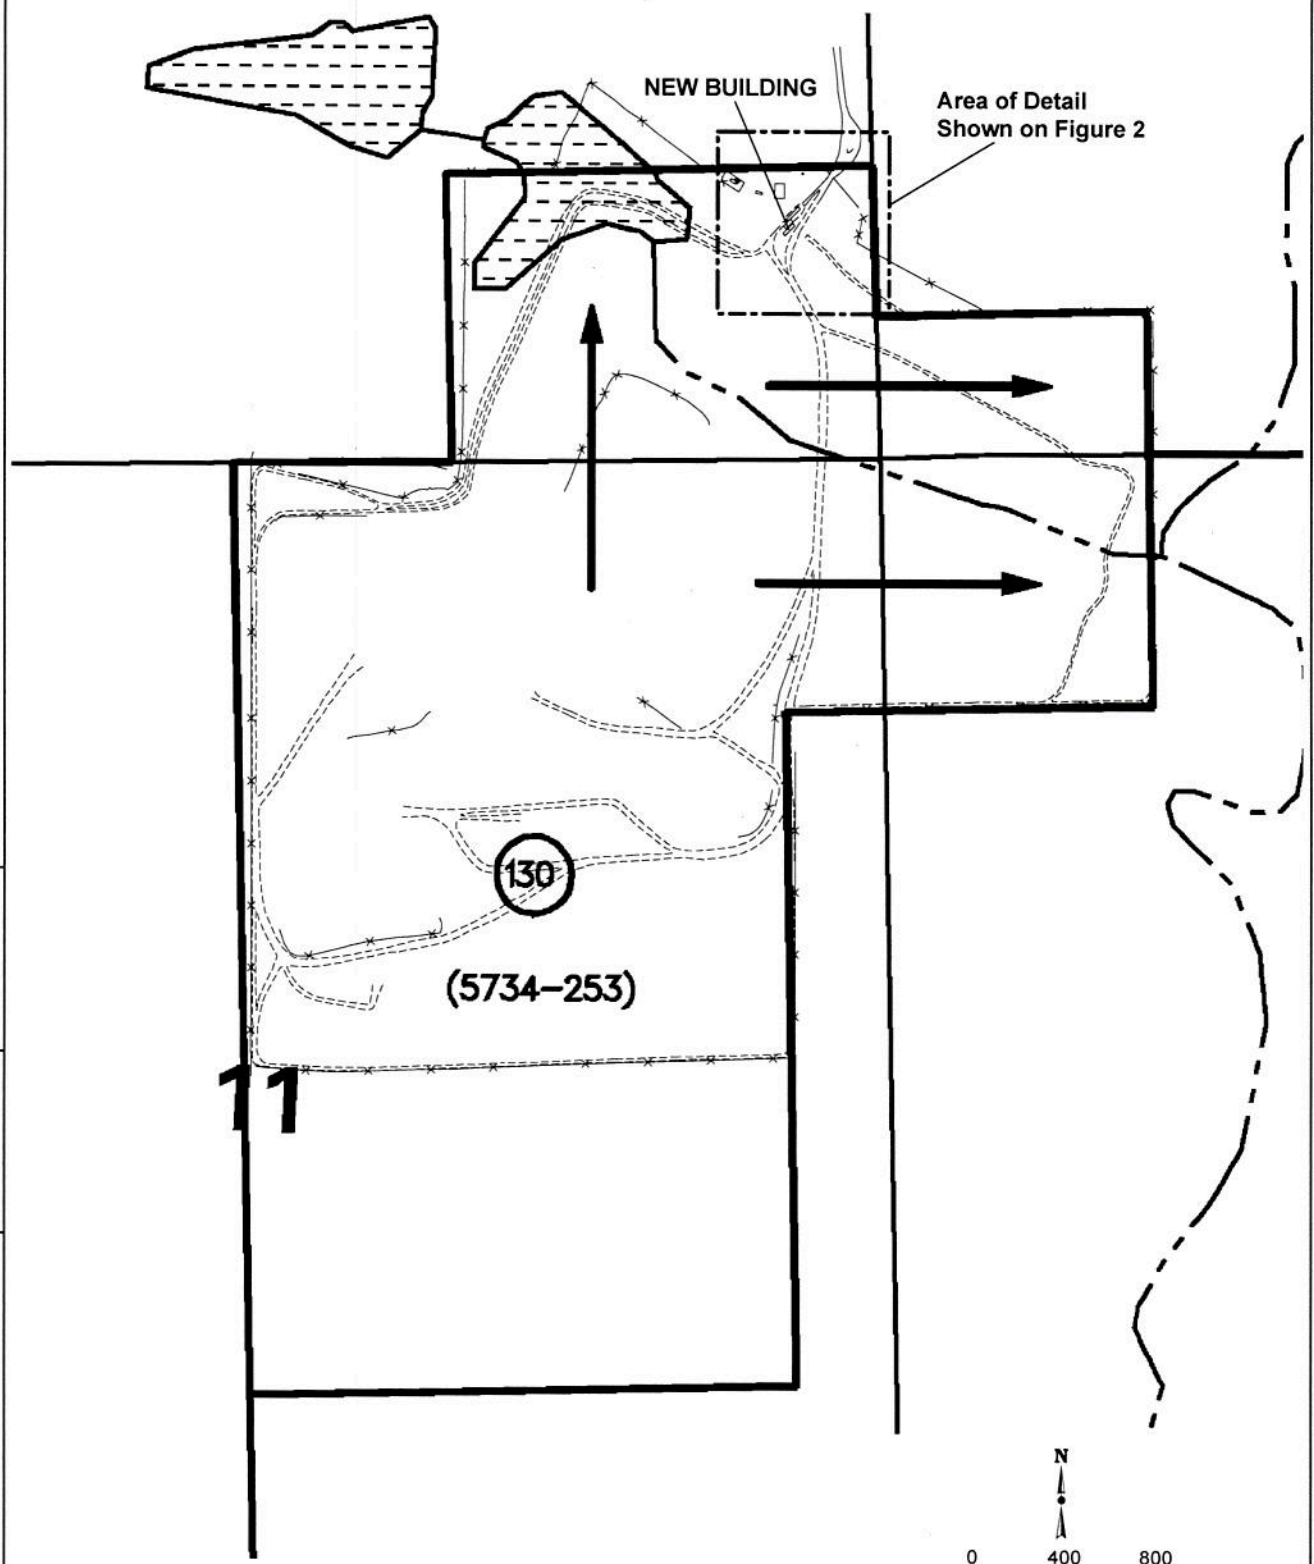 NEW BUILDING
Area of Detail
Shown on Figure 2
130
(5734-253)
11
N
0 400 800